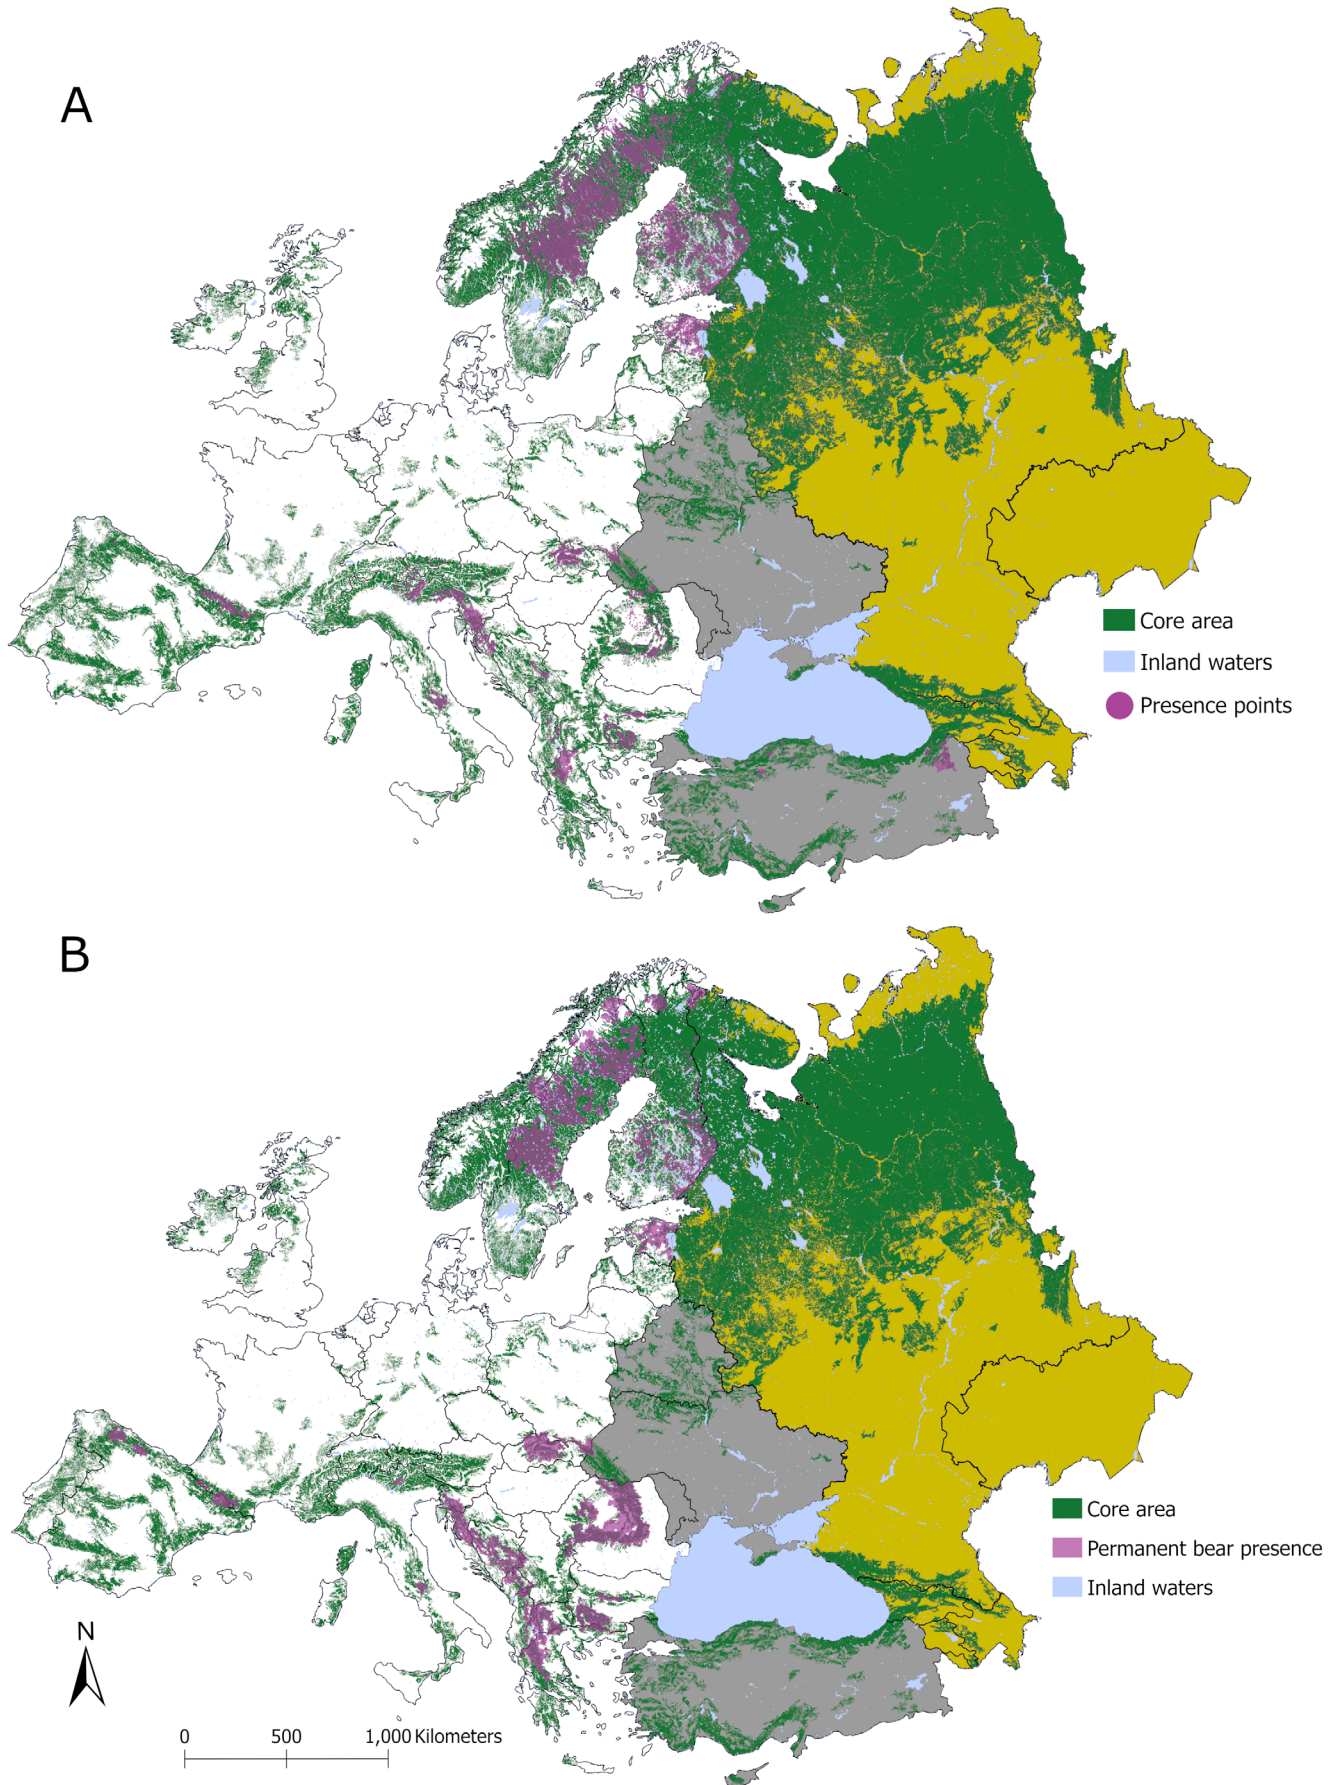 A
Core area
Inland waters
Presence points
B
Core area
Permanent bear presence
Inland waters
N
0 500 1,000 Kilometers